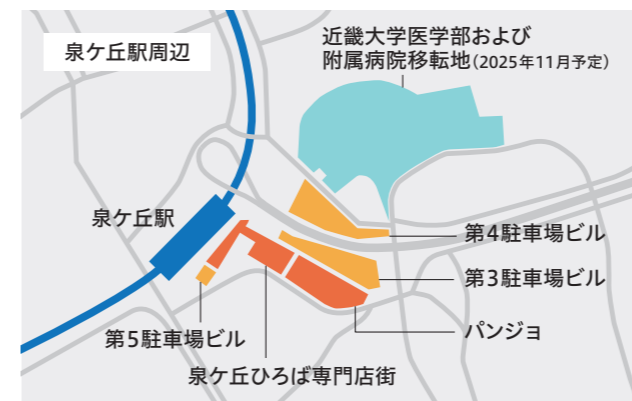 泉ケ丘駅周辺
近畿大学医学部および
附属病院移転地(2025年11月予定)
泉ケ丘駅
第4駐車場ビル
第3駐車場ビル
パンジョ
第5駐車場ビル
泉ケ丘ひろば専門店街